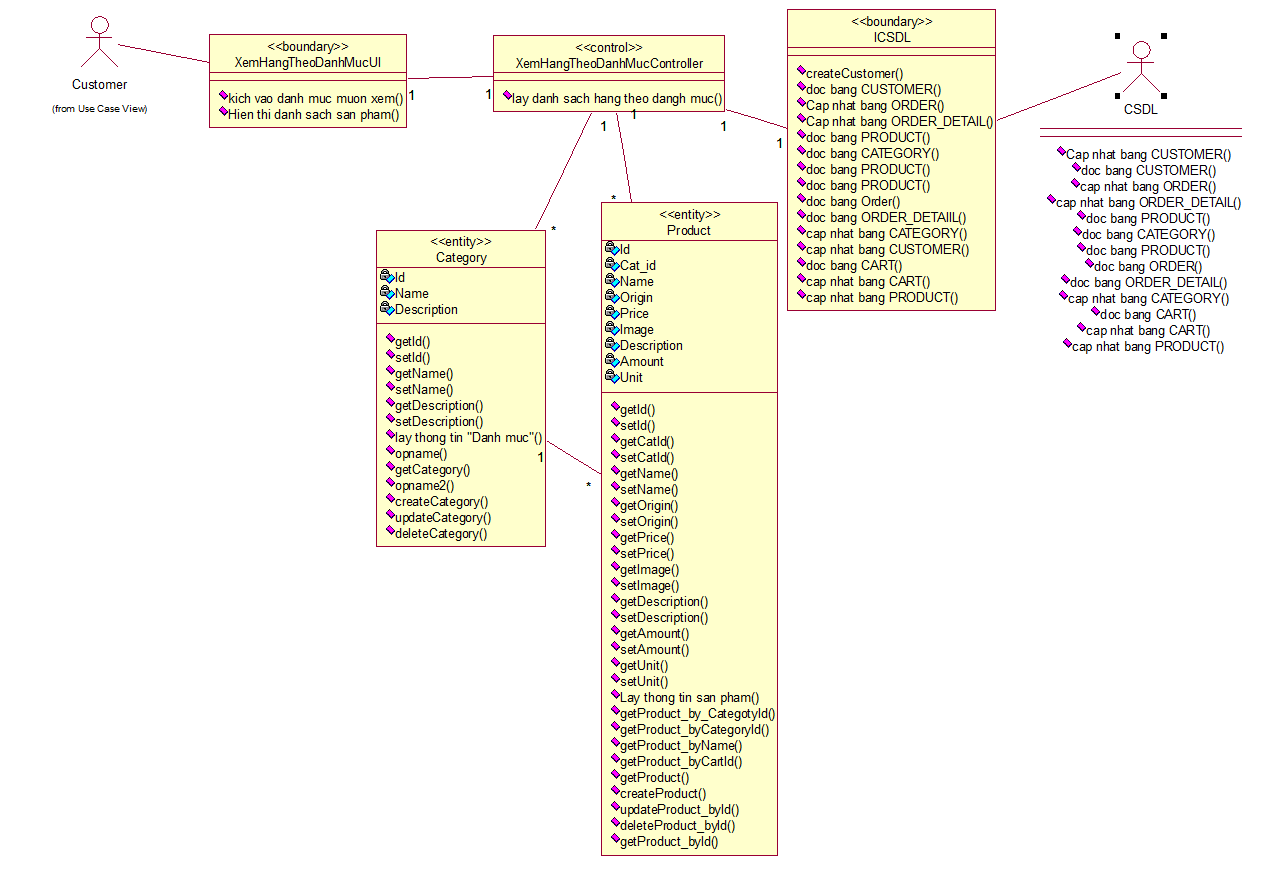 Customer
(from Use Case View)
<<boundary>>
XemHangTheoDanhMucUI
kich vao danh muc muon xem()
Hien thi danh sach san pham()
1
1
<<control>>
XemHangTheoDanhMucController
lay danh sach hang theo dangh muc()
1
1
1
1
<<boundary>>
ICSDL
createCustomer()
doc bang CUSTOMER()
Cap nhat bang ORDER()
Cap nhat bang ORDER_DETAIL()
doc bang PRODUCT()
doc bang CATEGORY()
doc bang PRODUCT()
doc bang PRODUCT()
doc bang Order()
doc bang ORDER_DETAIIL()
cap nhat bang CATEGORY()
cap nhat bang CUSTOMER()
doc bang CART()
cap nhat bang CART()
cap nhat bang PRODUCT()
CSDL
Cap nhat bang CUSTOMER()
doc bang CUSTOMER()
cap nhat bang ORDER()
cap nhat bang ORDER_DETAIL()
doc bang PRODUCT()
doc bang CATEGORY()
doc bang PRODUCT()
doc bang ORDER()
doc bang ORDER_DETAIL()
cap nhat bang CATEGORY()
doc bang CART()
cap nhat bang CART()
cap nhat bang PRODUCT()
*
*
<<entity>>
Category
Id
Name
Description
getId()
setId()
getName()
setName()
getDescription()
setDescription()
lay thong tin "Danh muc"()
opname()
getCategory()
opname2()
createCategory()
updateCategory()
deleteCategory()
1
*
<<entity>>
Product
Id
Cat_id
Name
Origin
Price
Image
Description
Amount
Unit
getId()
setId()
getCatId()
setCatId()
getName()
setName()
getOrigin()
setOrigin()
getPrice()
setPrice()
getImage()
setImage()
getDescription()
setDescription()
getAmount()
setAmount()
getUnit()
setUnit()
Lay thong tin san pham()
getProduct_by_CategotyId()
getProduct_byCategoryId()
getProduct_byName()
getProduct_byCartId()
getProduct()
createProduct()
updateProduct_byId()
deleteProduct_byId()
getProduct_byId()